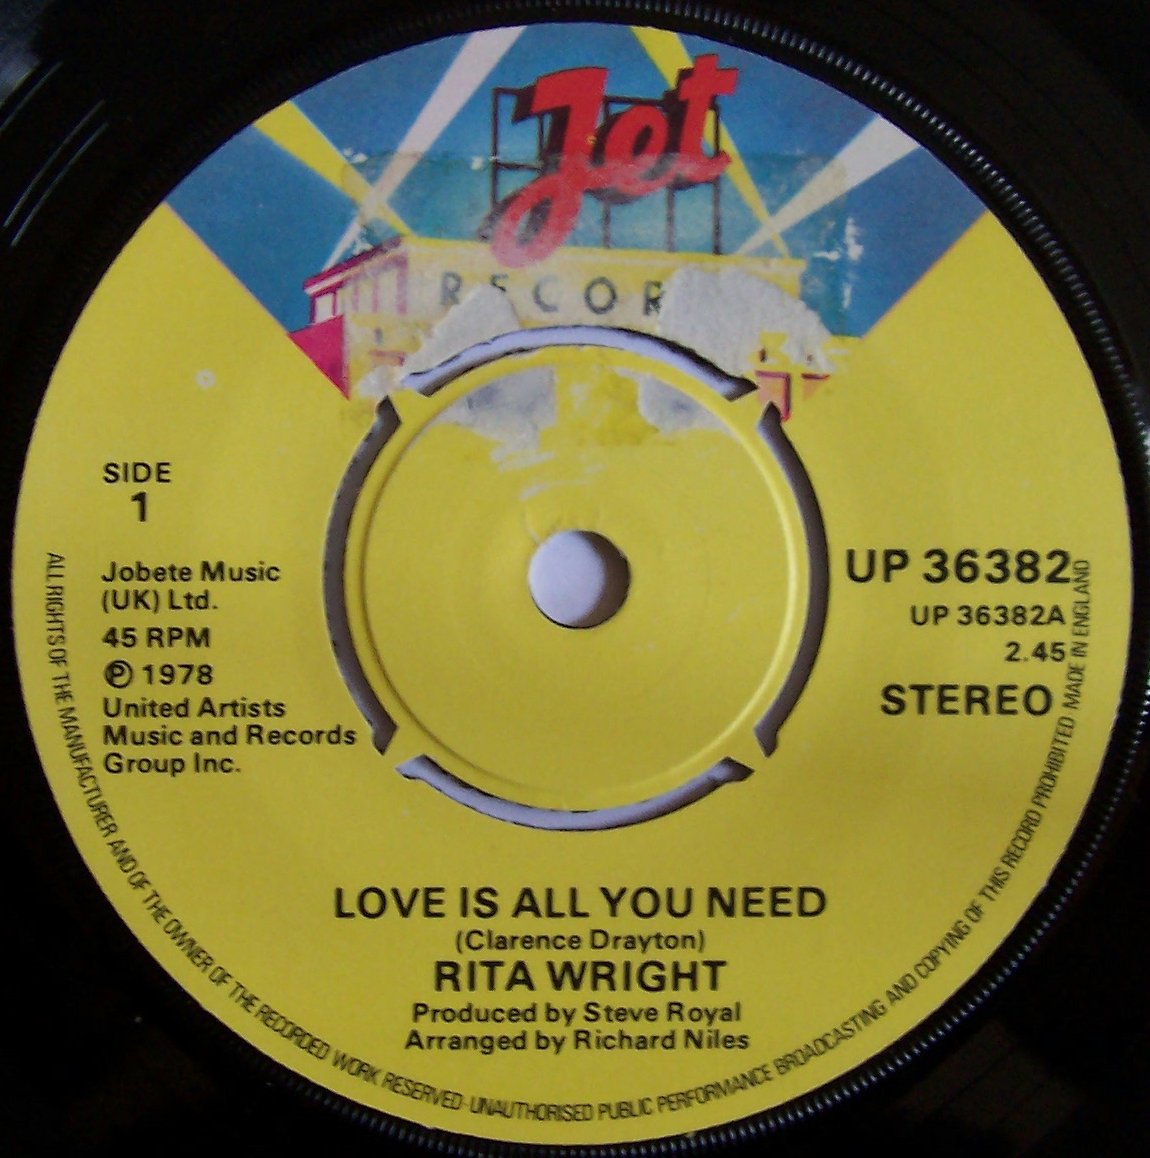 Jet
RECOR
SIDE
1
Jobete Music
(UK) Ltd.
45 RPM
Ⓟ 1978
United Artists
Music and Records
Group Inc.
UP 36382
UP 36382A
2.45
STEREO
LOVE IS ALL YOU NEED
(Clarence Drayton)
RITA WRIGHT
Produced by Steve Royal
Arranged by Richard Niles
ALL RIGHTS OF THE MANUFACTURER AND OF THE OWNER OF THE RECORDED WORK RESERVED · UNAUTHORISED PUBLIC PERFORMANCE BROADCASTING AND COPYING OF THIS RECORD PROHIBITED MADE IN ENGLAND